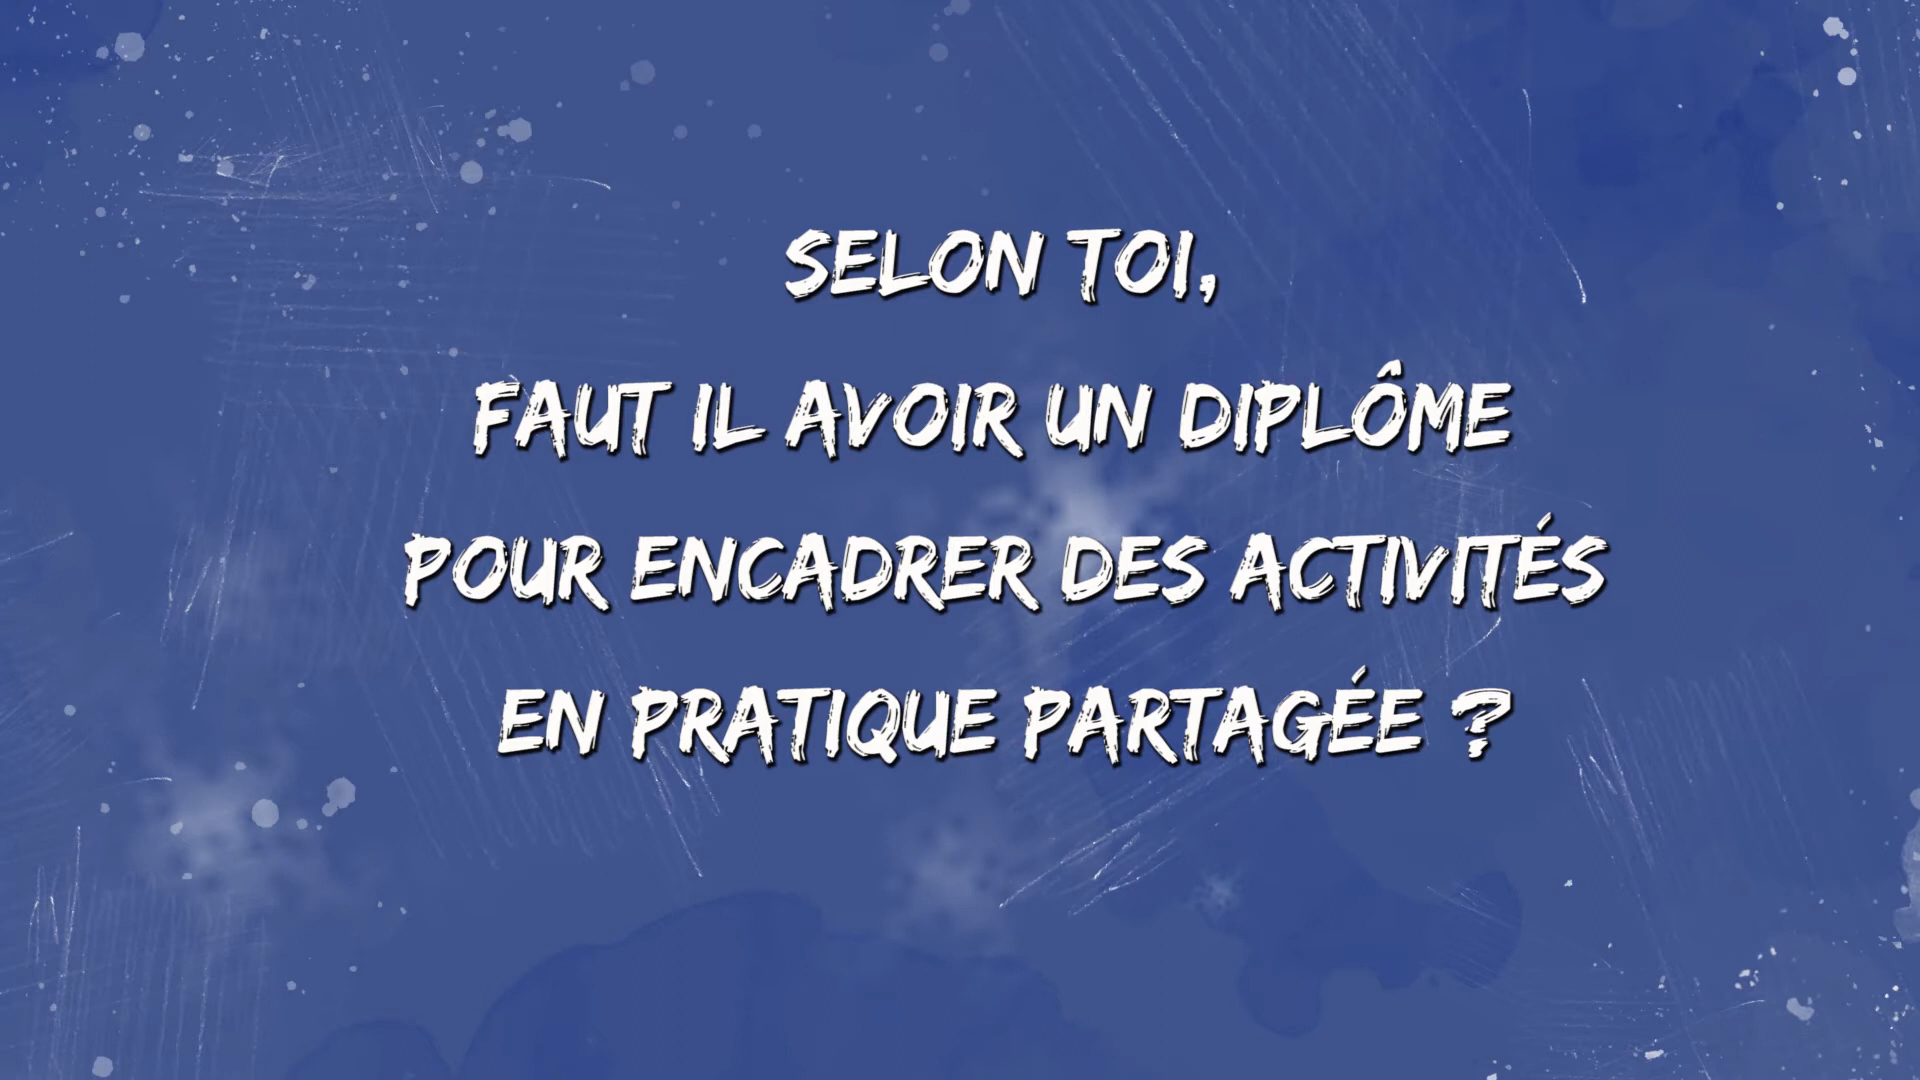 SELON TOI,
FAUT IL AVOIR UN DIPLÔME
POUR ENCADRER DES ACTIVITÉS
EN PRATIQUE PARTAGÉE ?